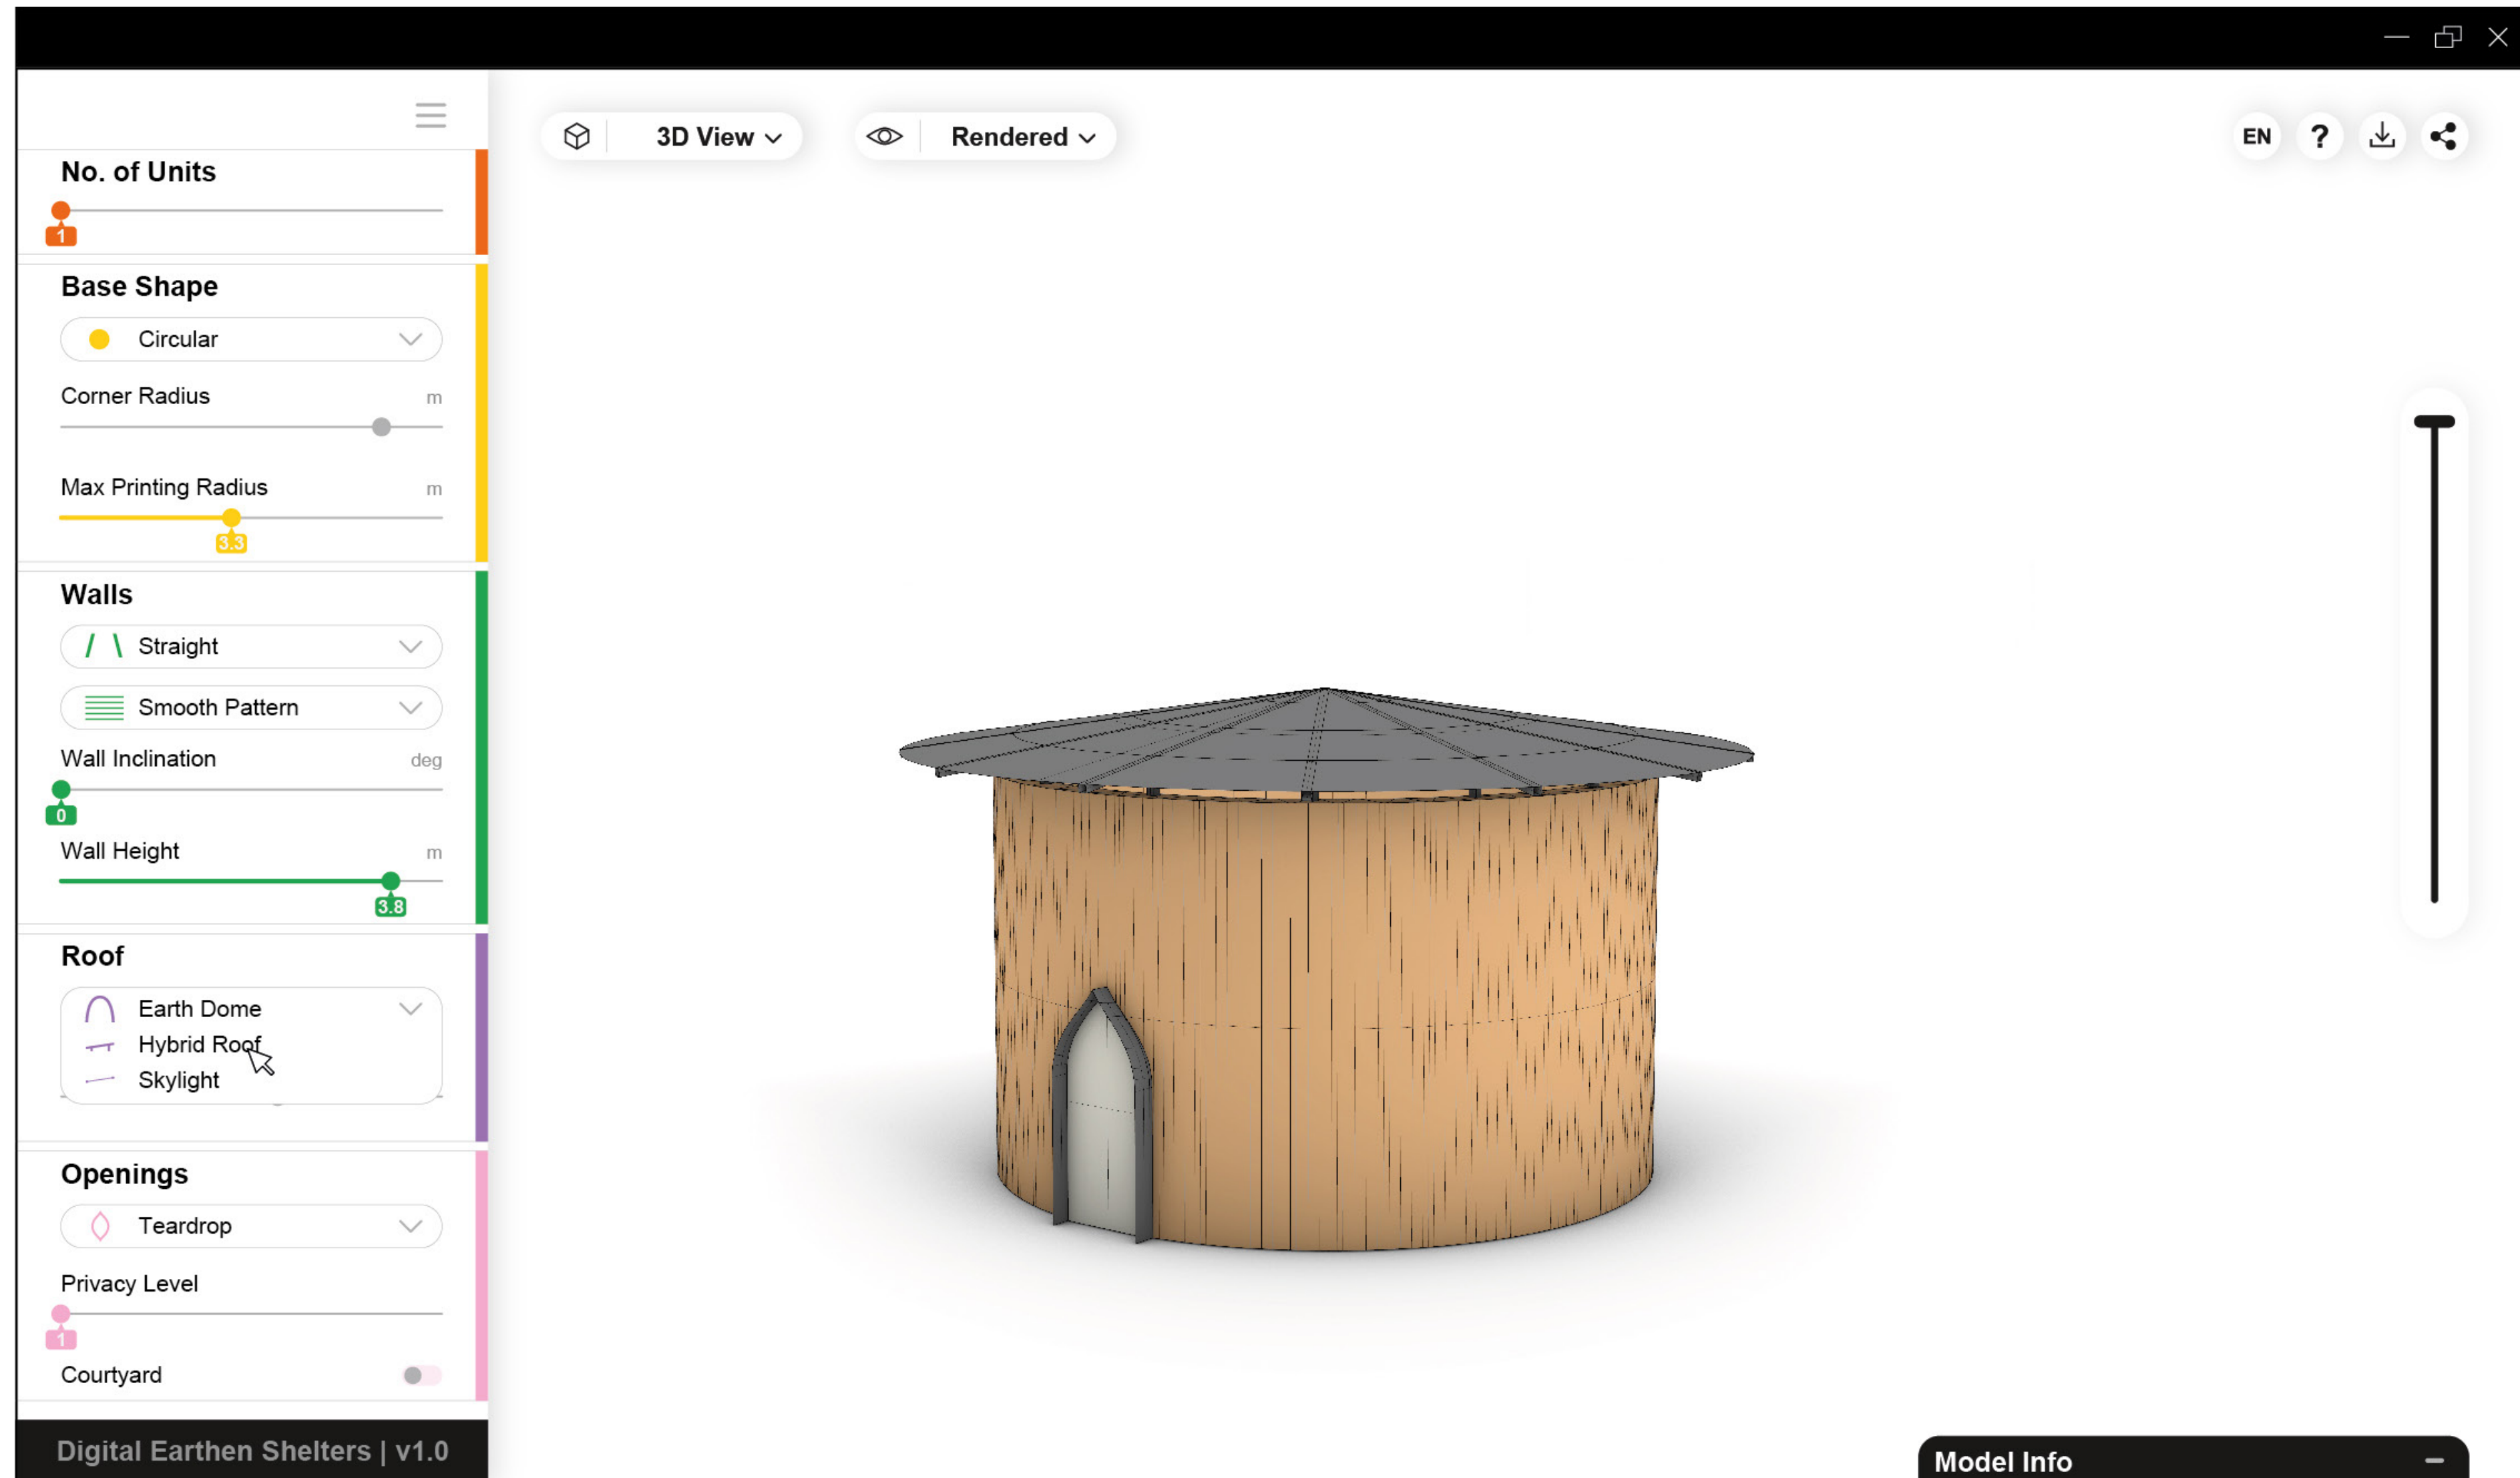 No. of Units
1
Base Shape
Circular
Corner Radius m
Max Printing Radius m
3.3
Walls
Straight
Smooth Pattern
Wall Inclination deg
0
Wall Height m
3.8
Roof
Earth Dome
Hybrid Roof
Skylight
Openings
Teardrop
Privacy Level
1
Courtyard
Digital Earthen Shelters | v1.0
3D View
Rendered
EN
?
Model Info